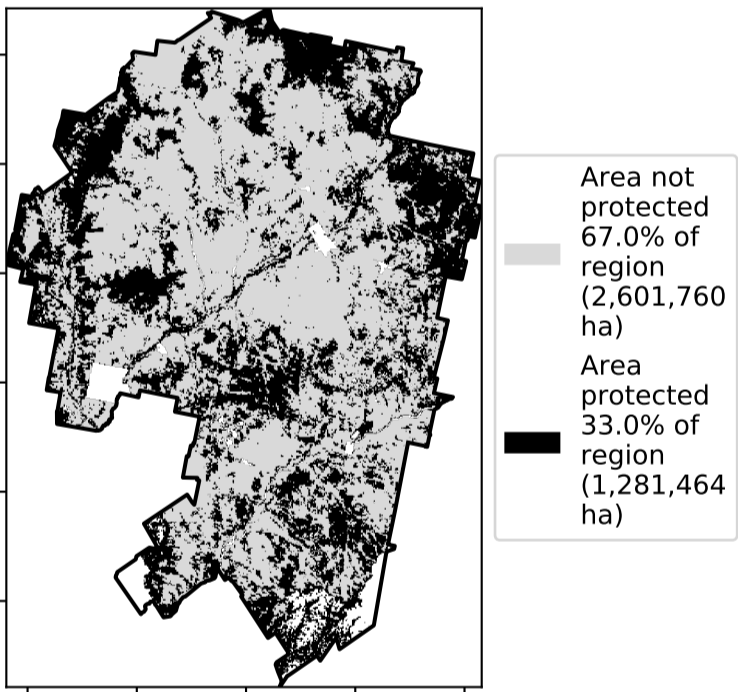 Area not
protected
67.0% of
region
(2,601,760
ha)
Area
protected
33.0% of
region
(1,281,464
ha)